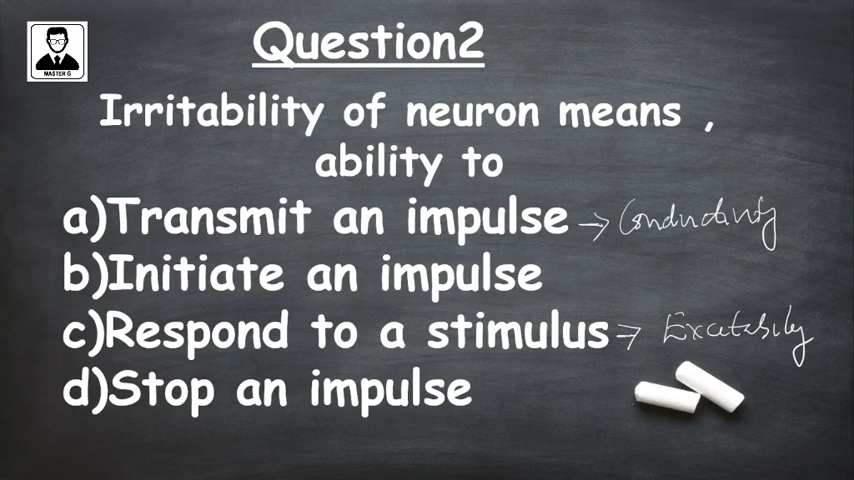 MASTER G
Question2
Irritability of neuron means ,
ability to
a)Transmit an impulse → Conductivity
b)Initiate an impulse
c)Respond to a stimulus → Excitability
d)Stop an impulse